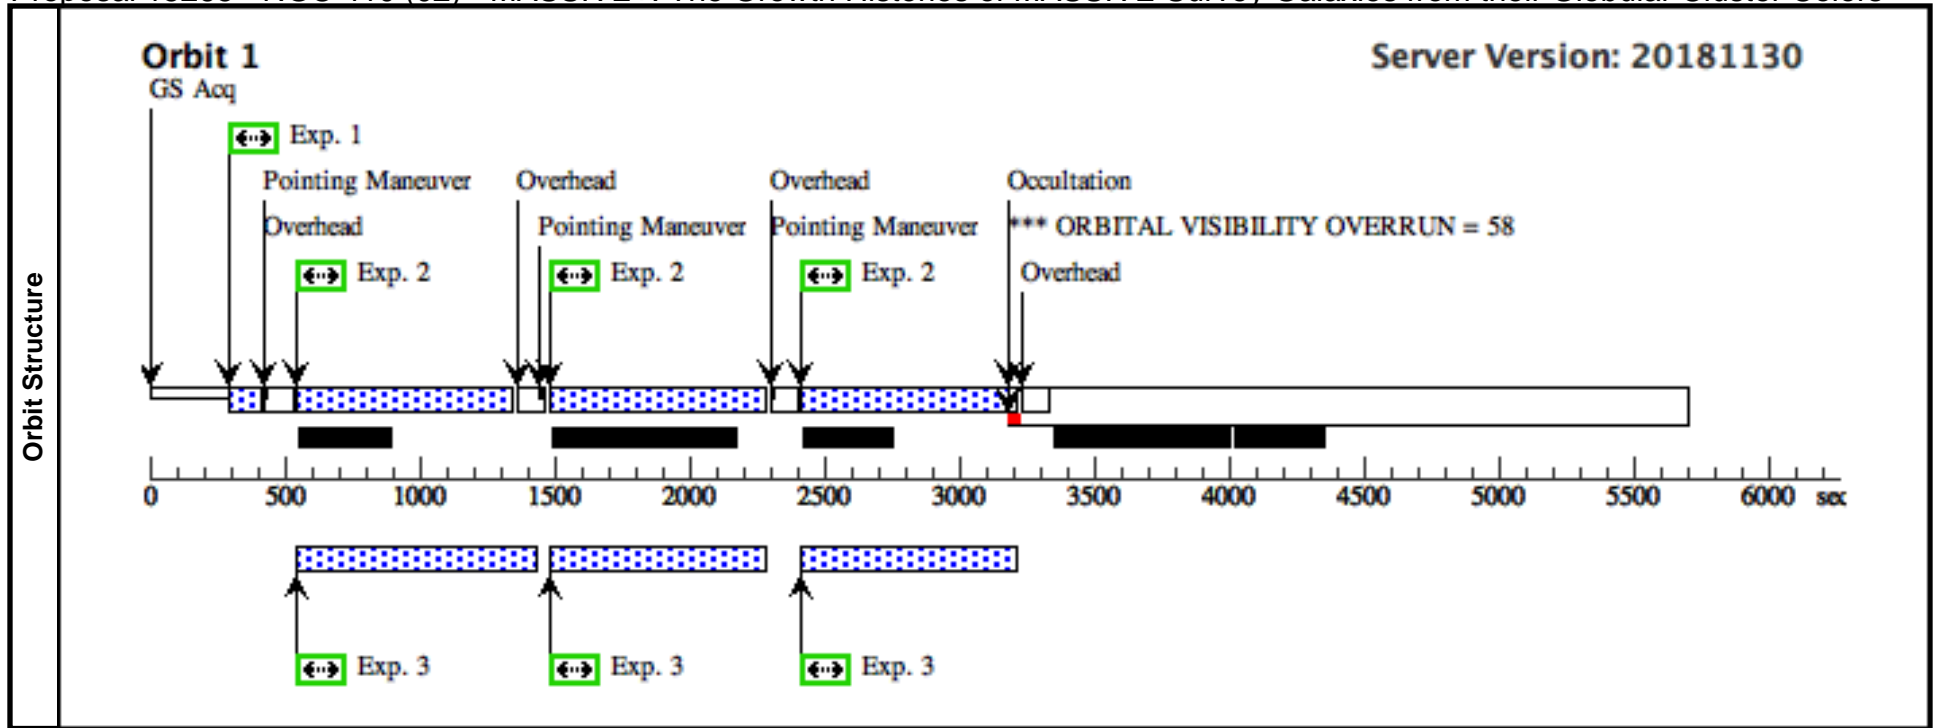 Orbit Structure
Orbit 1
Server Version: 20181130
GS Acq
Exp. 1
Pointing Maneuver
Overhead
Overhead
Occultation
Overhead
Pointing Maneuver
Pointing Maneuver
*** ORBITAL VISIBILITY OVERRUN = 58
Exp. 2
Exp. 2
Exp. 2
Overhead
0 500 1000 1500 2000 2500 3000 3500 4000 4500 5000 5500 6000 sec
Exp. 3
Exp. 3
Exp. 3